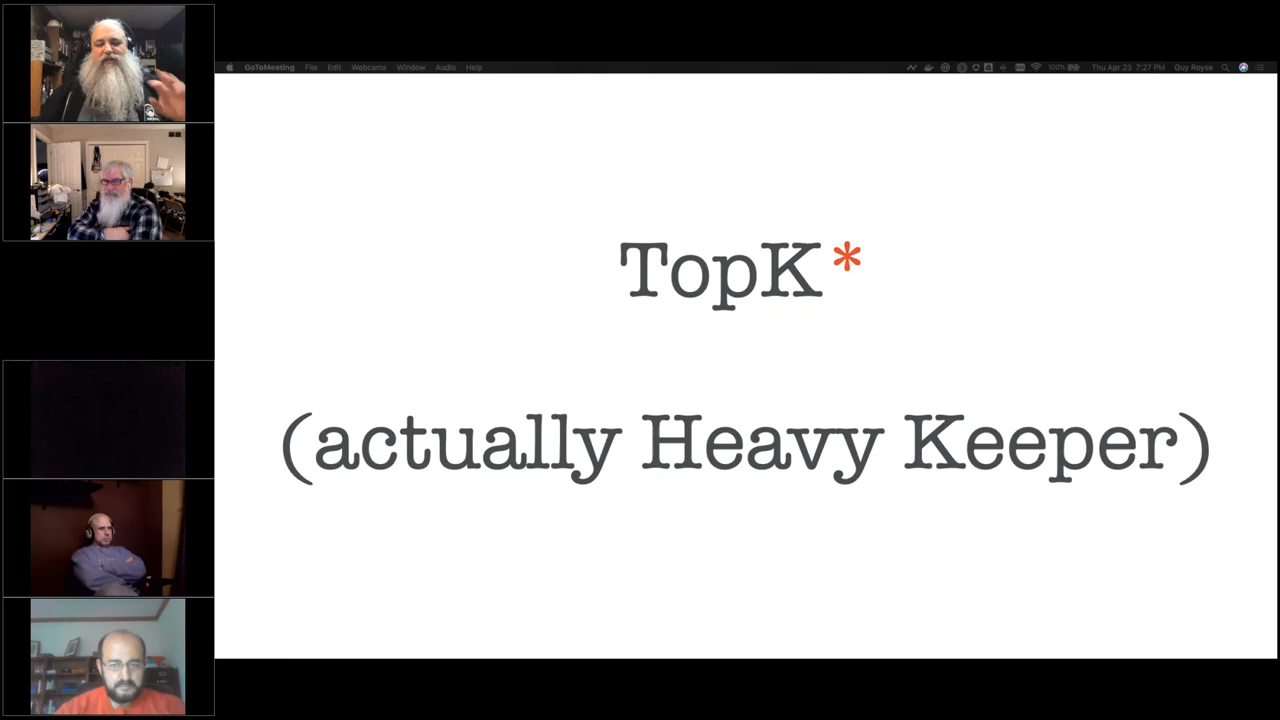 GoToMeeting File Edit Webcams Window Audio Help 100% Thu Apr 23 7:27 PM Guy Royse
TopK*
(actually Heavy Keeper)